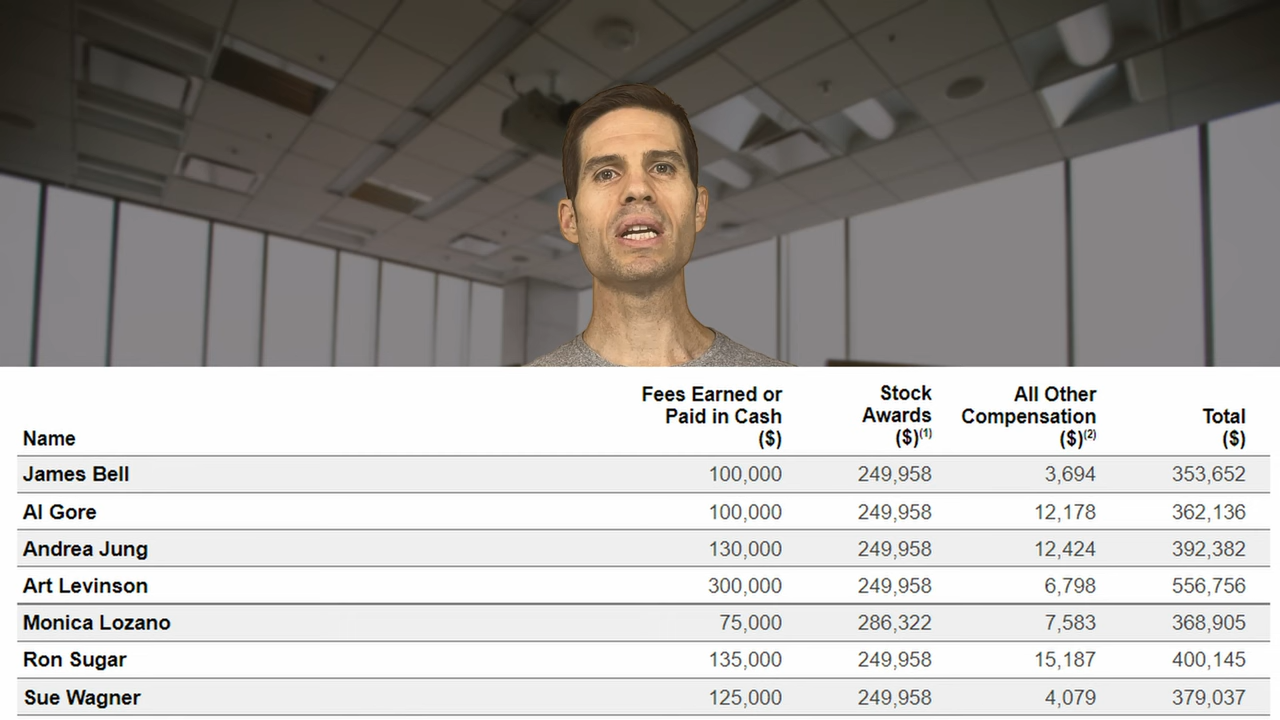 Name Fees Earned or Paid in Cash ($) Stock Awards ($)(1) All Other Compensation ($)(2) Total ($)
James Bell 100,000 249,958 3,694 353,652
Al Gore 100,000 249,958 12,178 362,136
Andrea Jung 130,000 249,958 12,424 392,382
Art Levinson 300,000 249,958 6,798 556,756
Monica Lozano 75,000 286,322 7,583 368,905
Ron Sugar 135,000 249,958 15,187 400,145
Sue Wagner 125,000 249,958 4,079 379,037